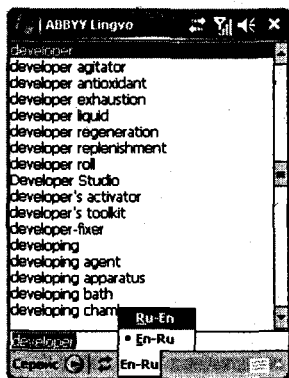 ABBYY Lingvo
developer
developer agitator
developer antioxidant
developer exhaustion
developer liquid
developer regeneration
developer replenishment
developer roll
Developer Studio
developer's activator
developer's toolkit
developer-fixer
developing
developing agent
developing apparatus
developing bath
developing cham
Ru-En
• En-Ru
developer
Сервис
En-Ru